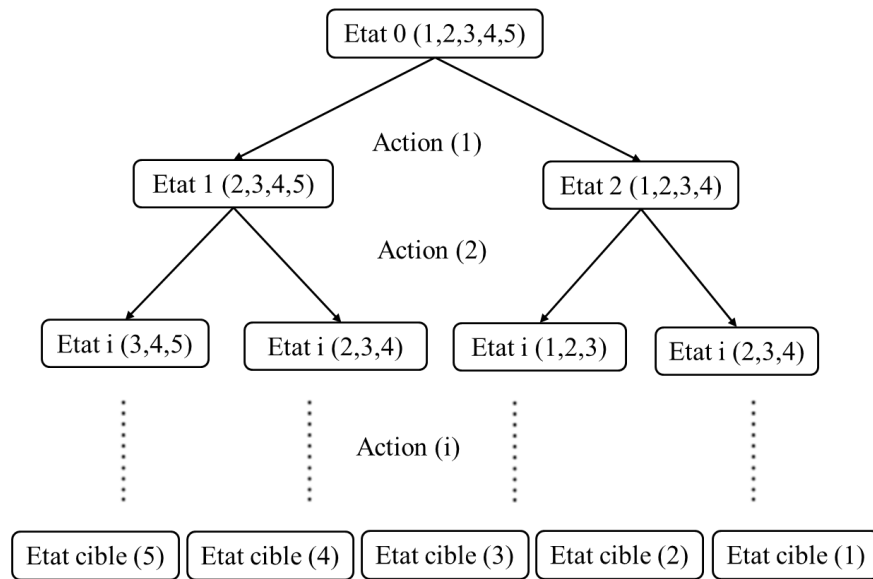 Etat 0 (1,2,3,4,5)
Action (1)
Etat 1 (2,3,4,5)
Etat 2 (1,2,3,4)
Action (2)
Etat i (3,4,5)
Etat i (2,3,4)
Etat i (1,2,3)
Etat i (2,3,4)
Action (i)
Etat cible (5)
Etat cible (4)
Etat cible (3)
Etat cible (2)
Etat cible (1)